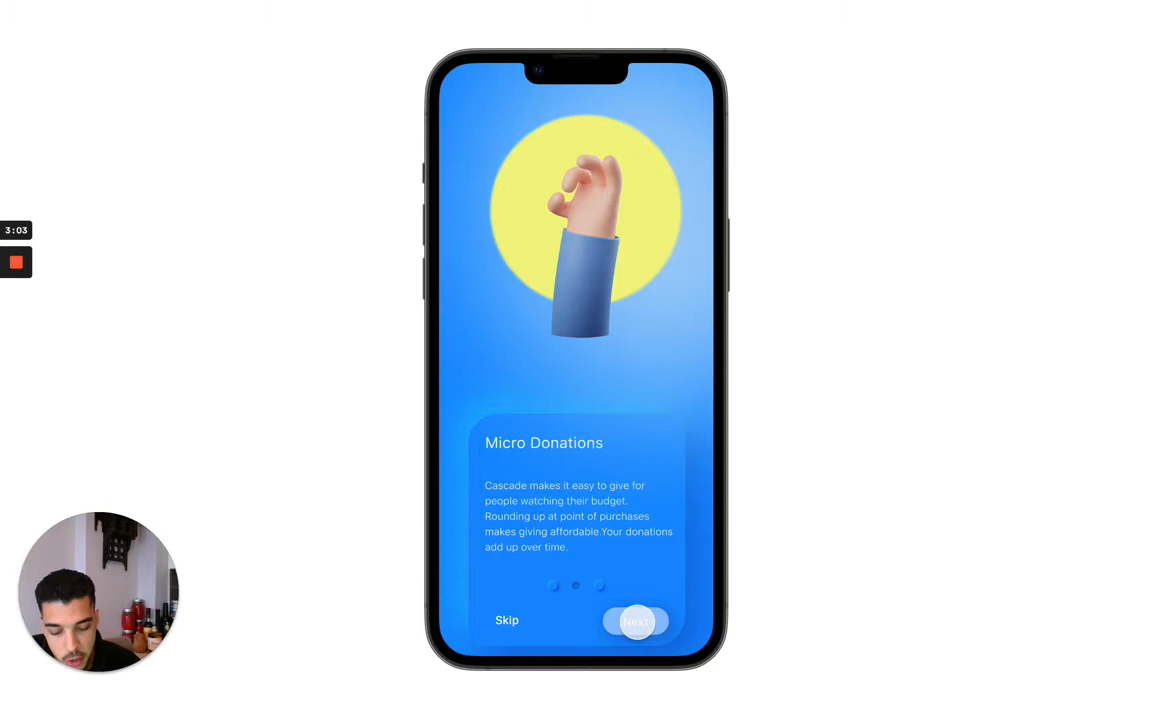 3:03
Micro Donations
Cascade makes it easy to give for
people watching their budget.
Rounding up at point of purchases
makes giving affordable.Your donations
add up over time.
Skip
Next